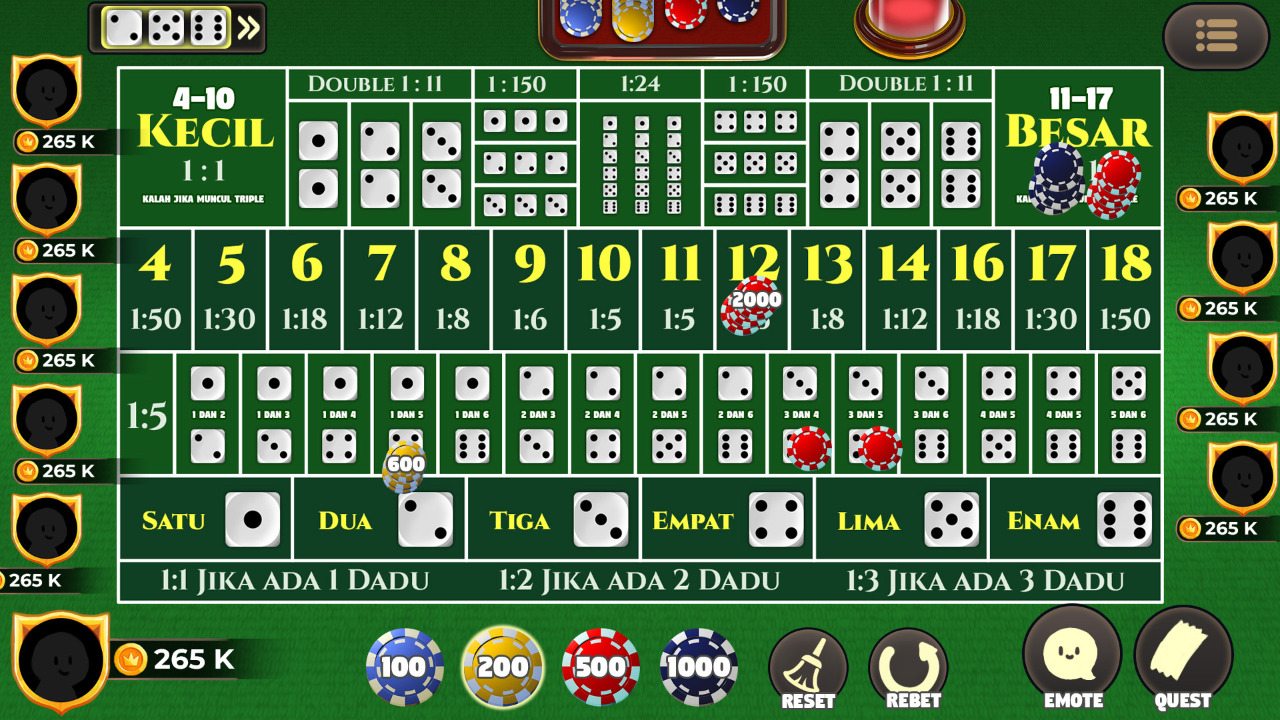 DOUBLE 1 : 11
1 : 150
1:24
1 : 150
DOUBLE 1 : 11
4-10
KECIL
1 : 1
KALAH JIKA MUNCUL TRIPLE
11-17
BESAR
265 K
265 K
265 K
265 K
265 K
265 K
265 K
265 K
265 K
4 5 6 7 8 9 10 11 12 13 14 16 17 18
1:50 1:30 1:18 1:12 1:8 1:6 1:5 1:5 2000 1:8 1:12 1:18 1:30 1:50
1:5
1 DAN 2 1 DAN 3 1 DAN 4 1 DAN 5 1 DAN 6 2 DAN 3 2 DAN 4 2 DAN 5 2 DAN 6 3 DAN 4 3 DAN 5 3 DAN 6 4 DAN 5 4 DAN 5 5 DAN 6
600
SATU DUA TIGA EMPAT LIMA ENAM
1:1 JIKA ADA 1 DADU 1:2 JIKA ADA 2 DADU 1:3 JIKA ADA 3 DADU
265 K
100 200 500 1000
RESET REBET EMOTE QUEST